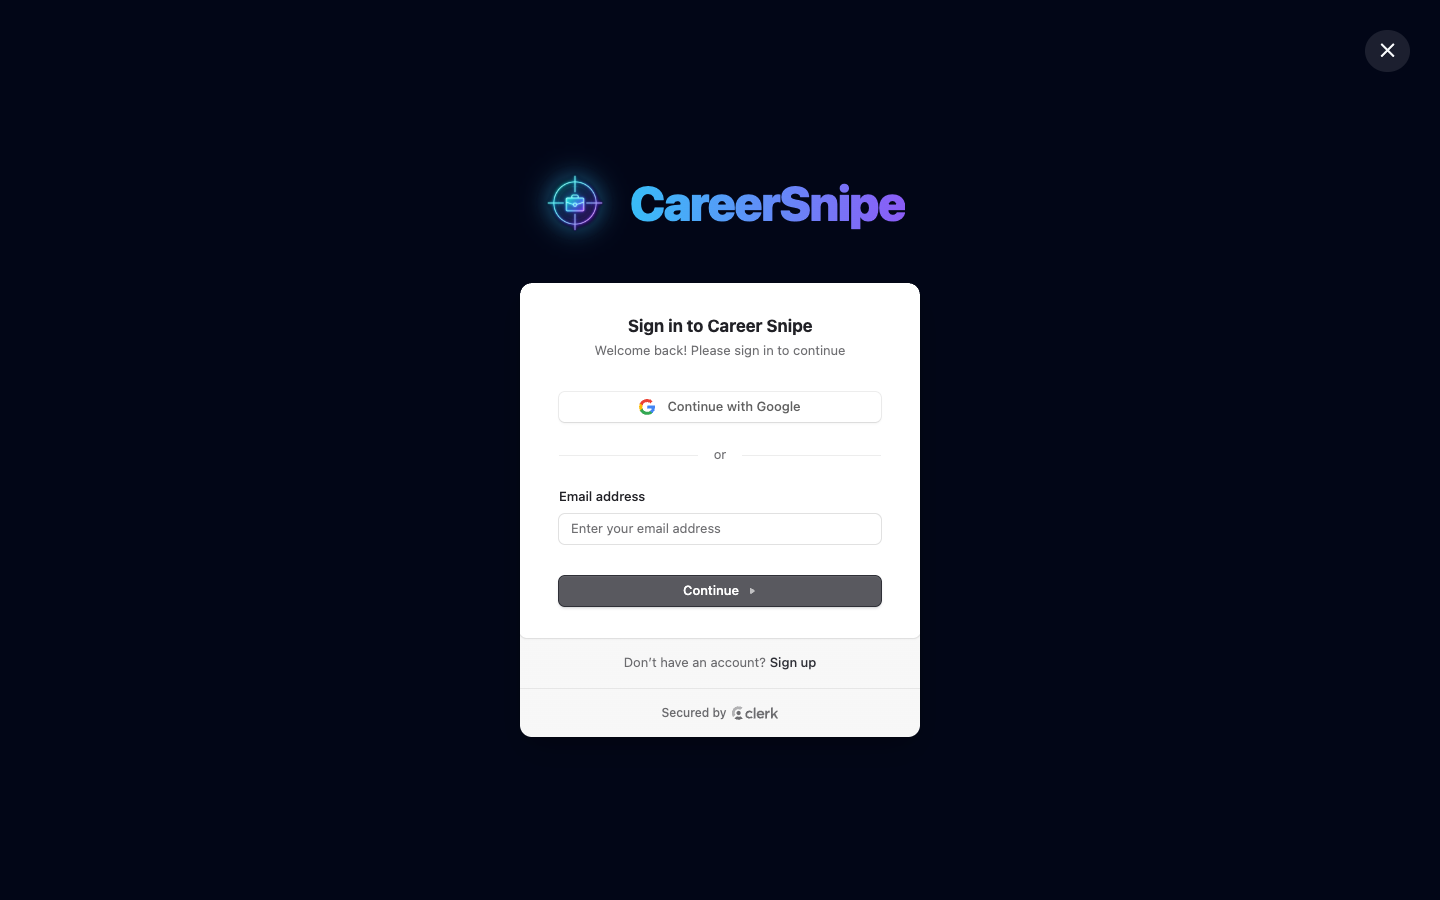 CareerSnipe
Sign in to Career Snipe
Welcome back! Please sign in to continue
Continue with Google
or
Email address
Enter your email address
Continue
Don’t have an account? Sign up
Secured by clerk